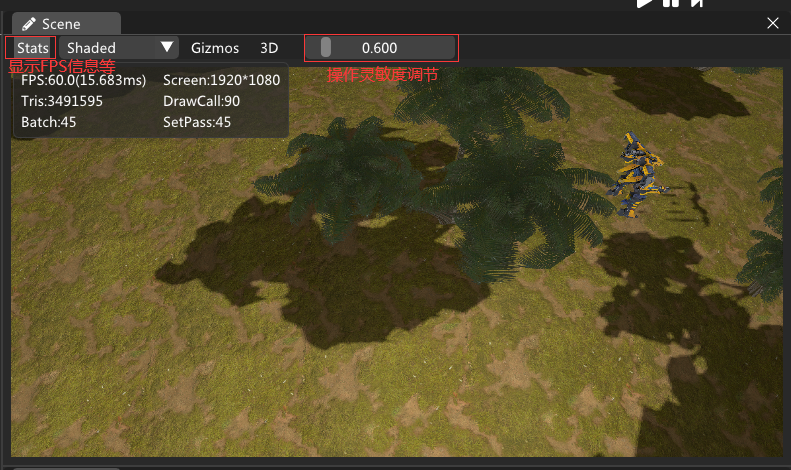 Scene
Stats Shaded Gizmos 3D 0.600
显示FPS信息等
操作灵敏度调节
FPS:60.0(15.683ms) Screen:1920*1080
Tris:3491595 DrawCall:90
Batch:45 SetPass:45